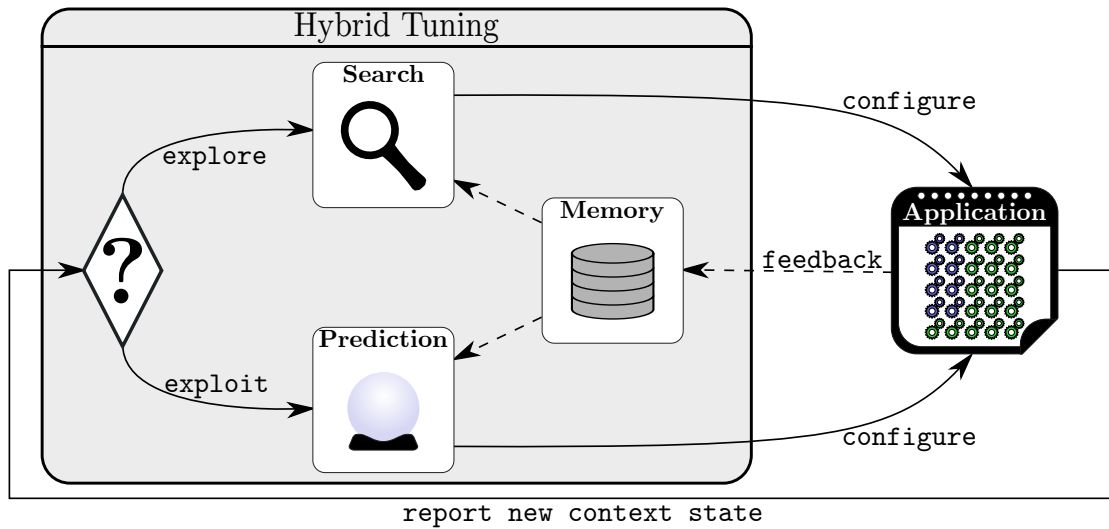 Hybrid Tuning
Search
configure
explore
Memory
Application
?
feedback
Prediction
exploit
configure
report new context state